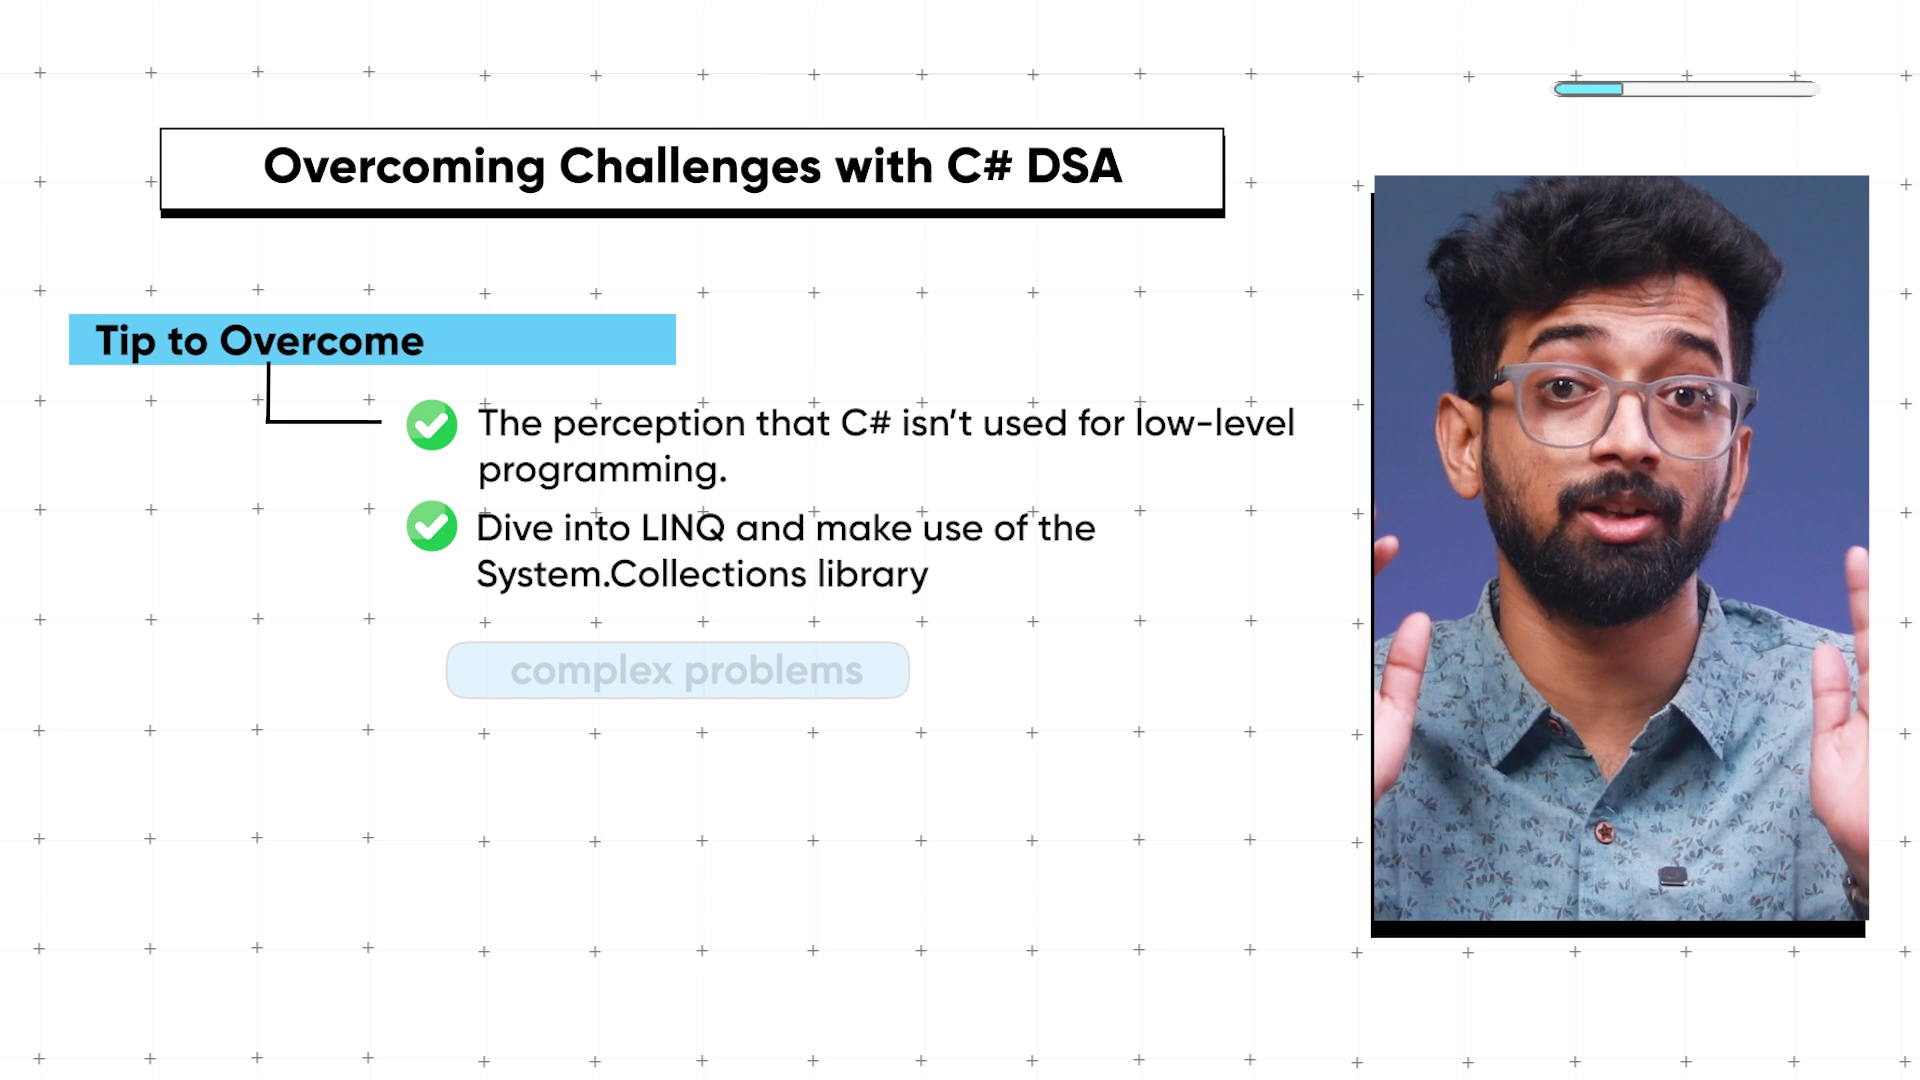 Overcoming Challenges with C# DSA
Tip to Overcome
The perception that C# isn't used for low-level
programming.
Dive into LINQ and make use of the
System.Collections library
complex problems